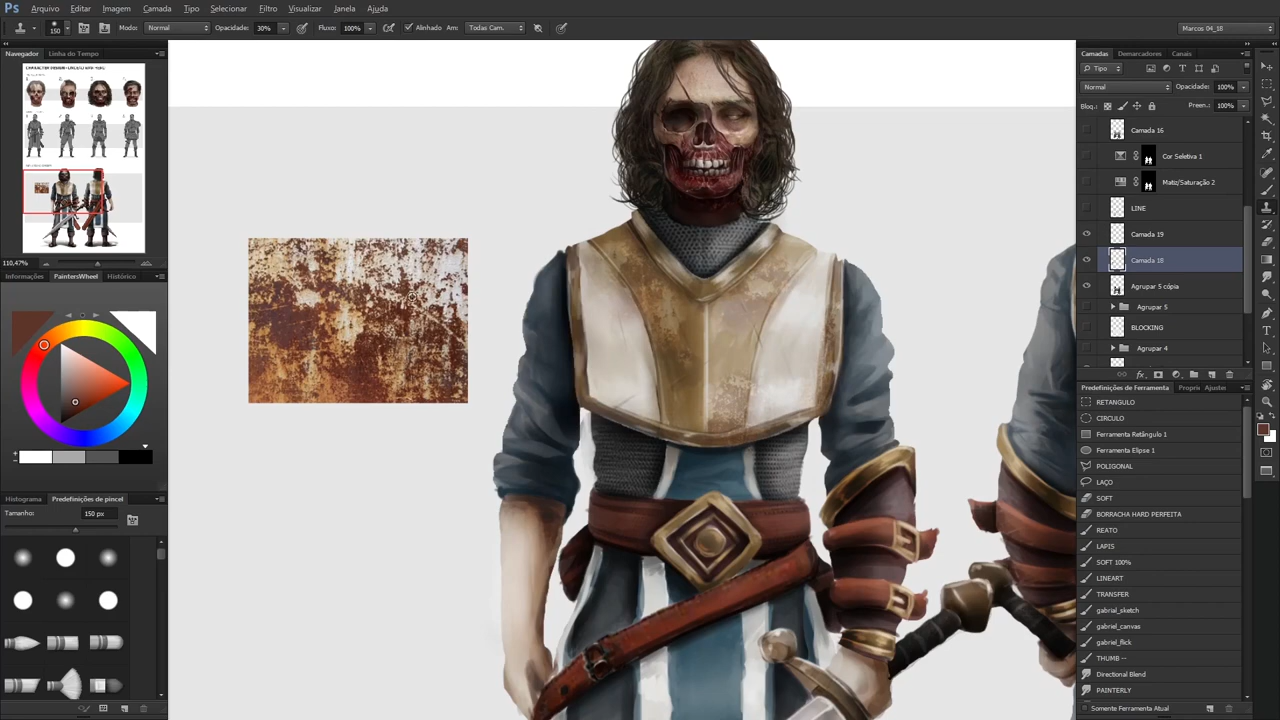 Ps Arquivo Editar Imagem Camada Tipo Selecionar Filtro Visualizar Janela Ajuda
150 Modo: Normal Opacidade: 30% Fluxo: 100% Alinhado Am: Todas Cam. Marcos 04_18
Navegador Linha do Tempo
110,47%
Informações PaintersWheel Histórico
Histograma Predefinições de pincel
Tamanho: 150 px
Camadas Demarcadores Canais
Tipo
Normal Opacidade: 100%
Bloq.: Preen.: 100%
Camada 16
Cor Seletiva 1
Matiz/Saturação 2
LINE
Camada 19
Camada 18
Agrupar 5 cópia
Agrupar 5
BLOCKING
Agrupar 4
Predefinições de Ferramenta Propri Ajuster
RETANGULO
CIRCULO
Ferramenta Retângulo 1
Ferramenta Elipse 1
POLIGONAL
LAÇO
SOFT
BORRACHA HARD PERFEITA
REATO
LAPIS
SOFT 100%
LINEART
TRANSFER
gabrial_sketch
gabriel_canvas
gabriel_flick
THUMB --
Directional Blend
PAINTERLY
Somente Ferramenta Atual